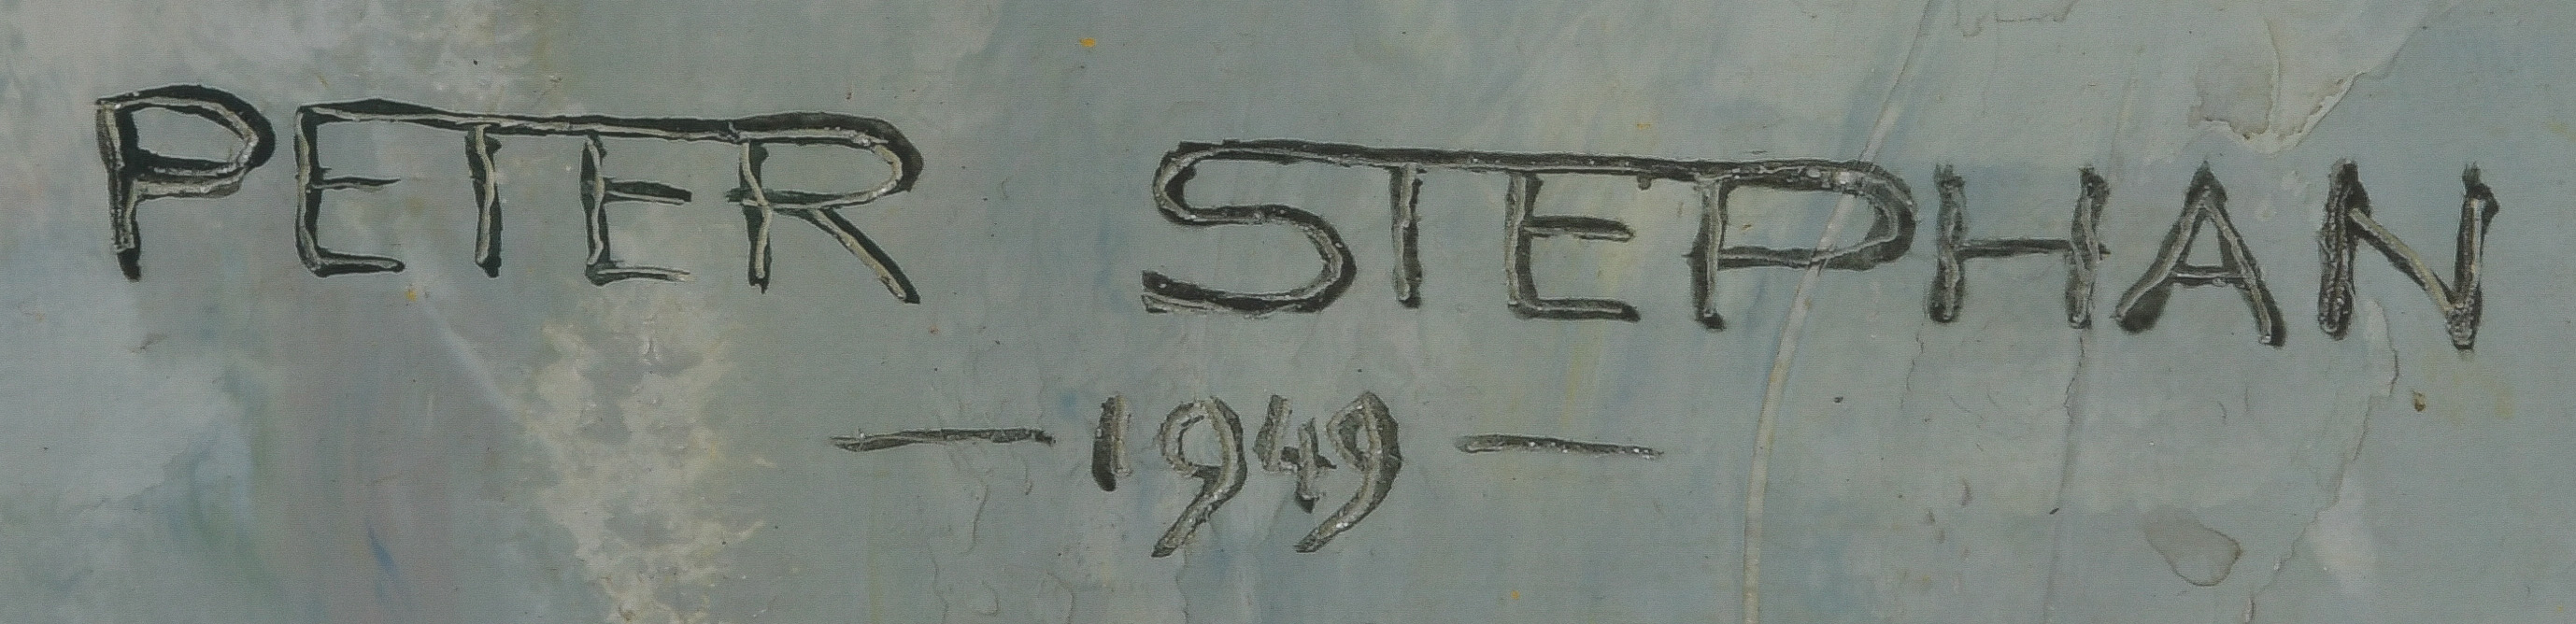 PETER STEPHAN
— 1949 —